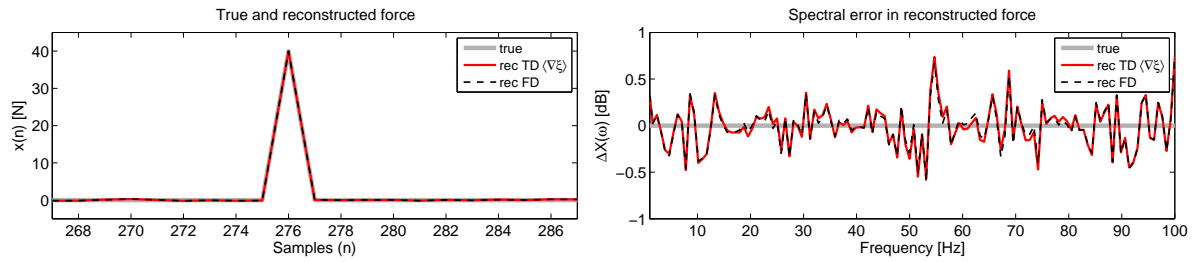 True and reconstructed force
x(n) [N]
40
30
20
10
0
true
rec TD ⟨∇ξ⟩
rec FD
268 270 272 274 276 278 280 282 284 286
Samples (n)
Spectral error in reconstructed force
ΔX(ω) [dB]
1
0.5
0
−0.5
−1
true
rec TD ⟨∇ξ⟩
rec FD
10 20 30 40 50 60 70 80 90 100
Frequency [Hz]